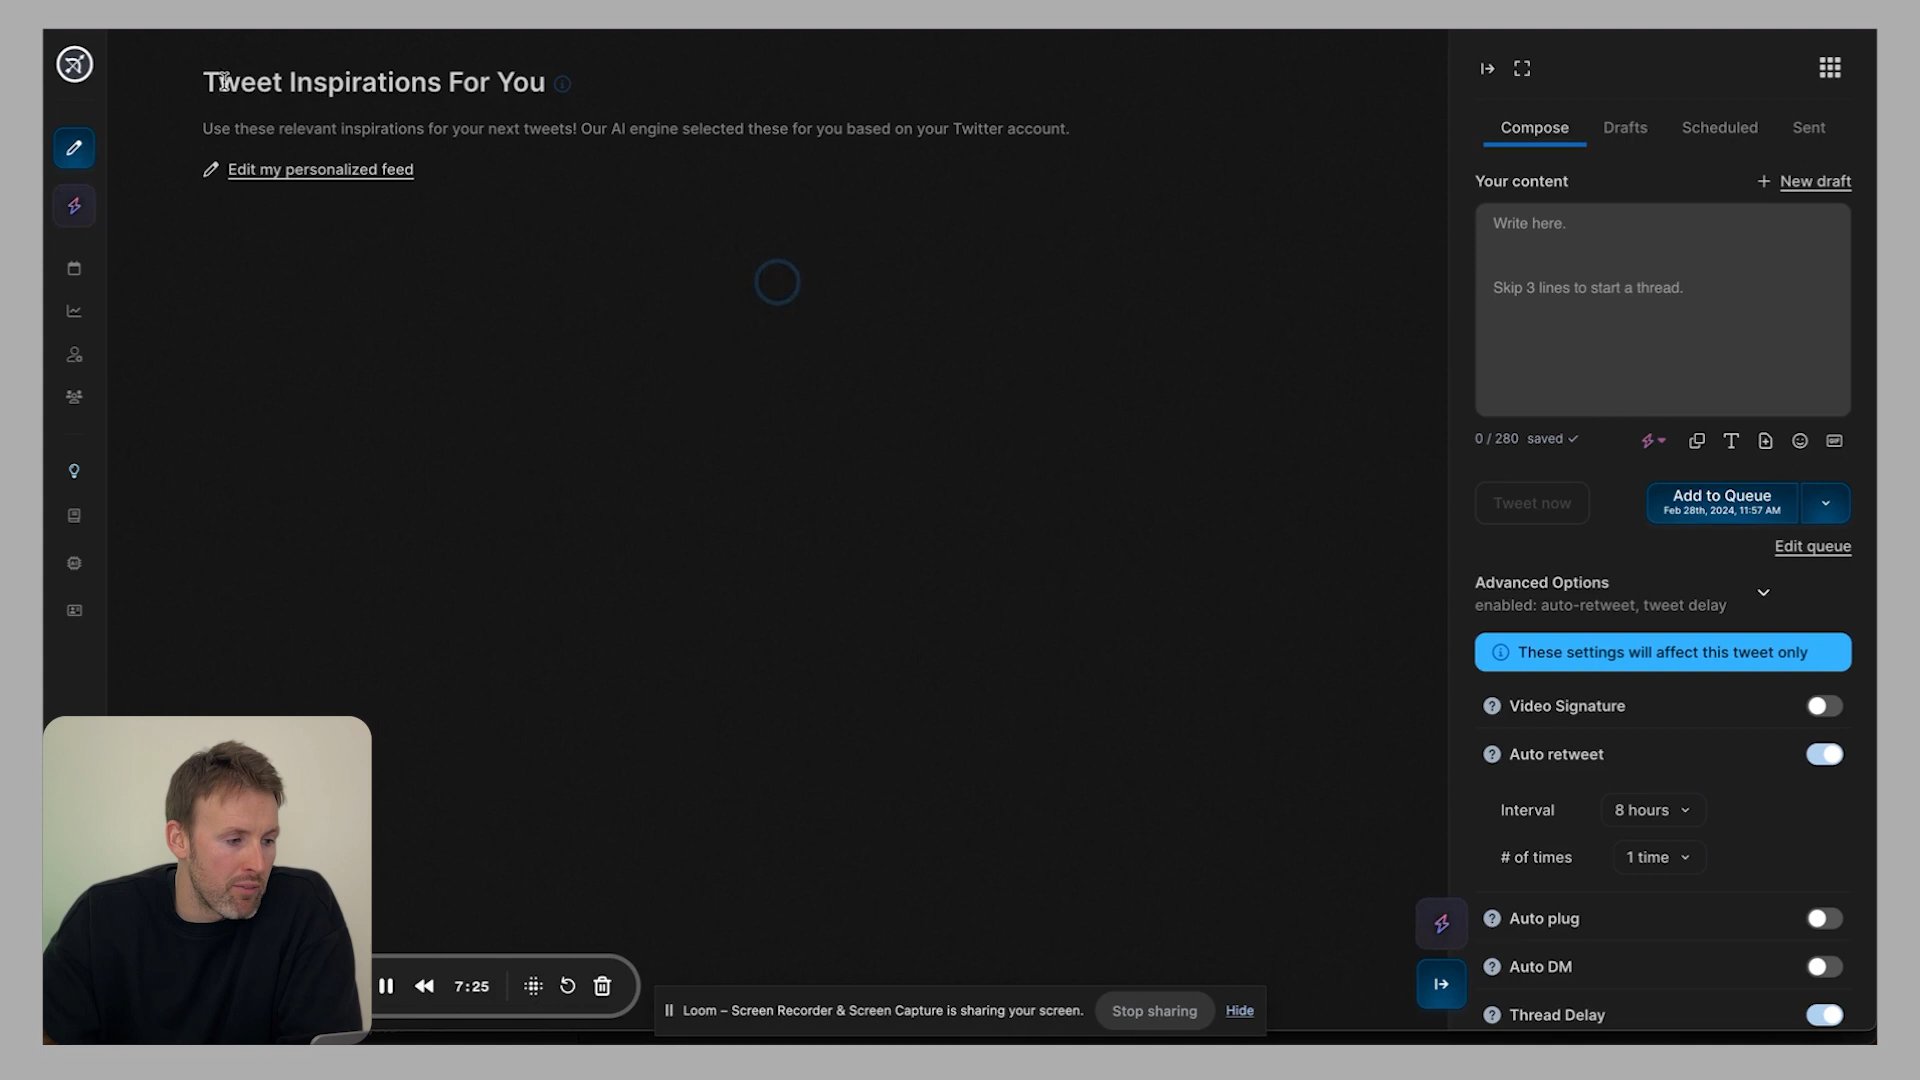 Tweet Inspirations For You
Use these relevant inspirations for your next tweets! Our AI engine selected these for you based on your Twitter account.
Edit my personalized feed
Compose
Drafts
Scheduled
Sent
Your content
+ New draft
Write here.
Skip 3 lines to start a thread.
0 / 280 saved
GIF
Tweet now
Add to Queue
Feb 28th, 2024, 11:57 AM
Edit queue
Advanced Options
enabled: auto-retweet, tweet delay
These settings will affect this tweet only
? Video Signature
? Auto retweet
Interval
8 hours
# of times
1 time
? Auto plug
? Auto DM
? Thread Delay
7:25
Loom – Screen Recorder & Screen Capture is sharing your screen.
Stop sharing
Hide